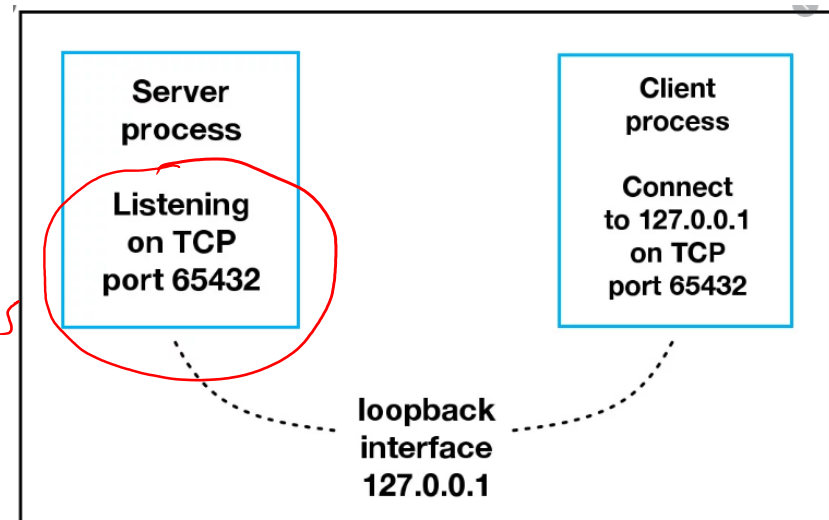 Server
process
Listening
on TCP
port 65432
Client
process
Connect
to 127.0.0.1
on TCP
port 65432
loopback
interface
127.0.0.1